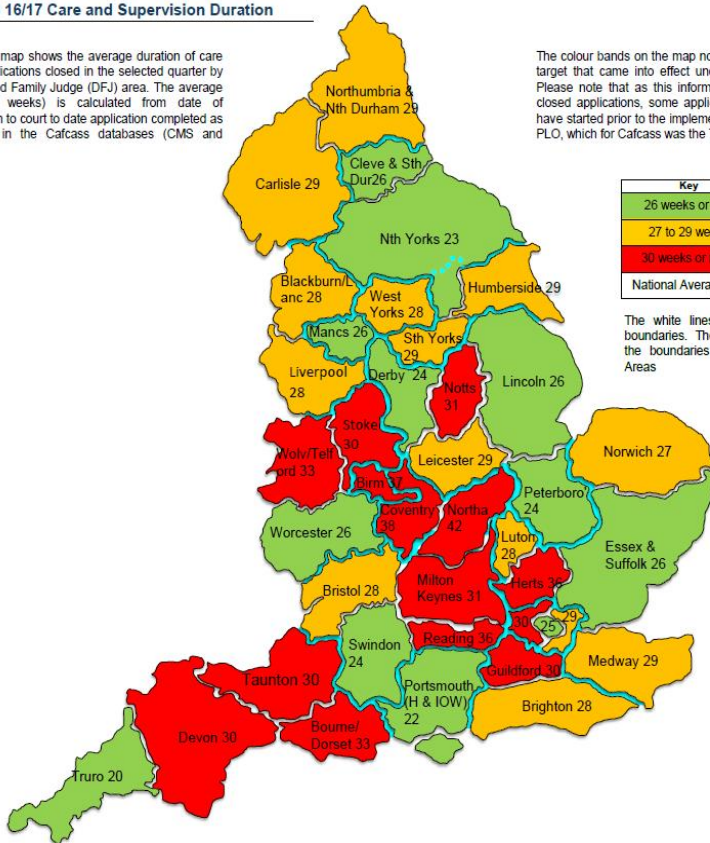 16/17 Care and Supervision Duration
map shows the average duration of care
ications closed in the selected quarter by
d Family Judge (DFJ) area. The average
weeks) is calculated from date of
n to court to date application completed as
in the Cafcass databases (CMS and
The colour bands on the map no
target that came into effect un
Please note that as this inform
closed applications, some appli
have started prior to the impleme
PLO, which for Cafcass was the
Key
26 weeks or
27 to 29 we
30 weeks or
National Avera
The white lines
boundaries. The
the boundaries
Areas
Northumbria &
Nth Durham 29
Cleve & Sth
Dur26
Carlisle 29
Nth Yorks 23
Blackburn/L
anc 28
West
Yorks 28
Humberside 29
Mancs 26
Sth Yorks
29
Liverpool
28
Derby 24
Notts
31
Lincoln 26
Stoke
30
Wolv/Telf
ord 33
Leicester 29
Norwich 27
Birm 37
Peterboro'
24
Coventry
38
Northa
42
Worcester 26
Luton
28
Essex &
Suffolk 26
Bristol 28
Milton
Keynes 31
Herts 36
30
25
29
Swindon
24
Reading 36
Guildford 30
Medway 29
Taunton 30
Portsmouth
(H & IOW)
22
Brighton 28
Devon 30
Bourne/
Dorset 33
Truro 20